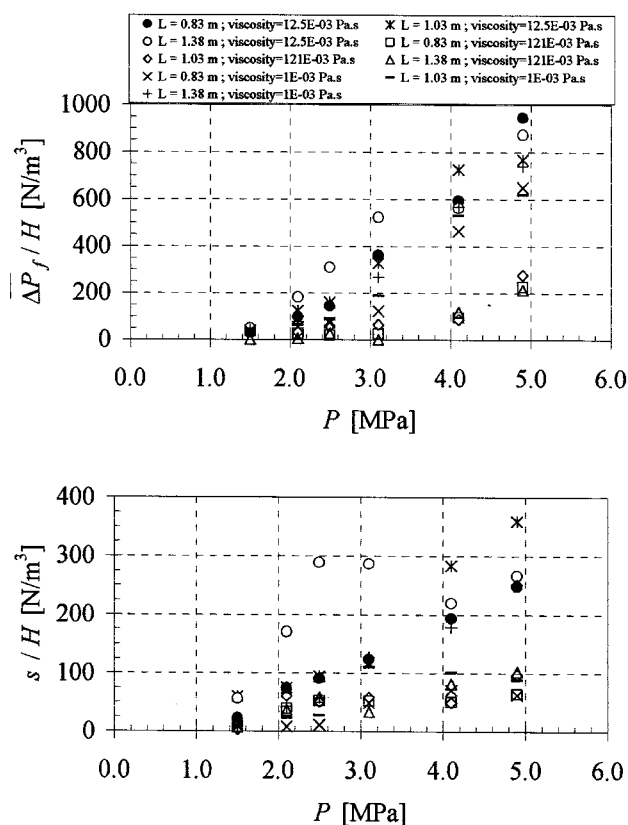 L = 0.83 m ; viscosity=12.5E-03 Pa.s L = 1.03 m ; viscosity=12.5E-03 Pa.s
L = 1.38 m ; viscosity=12.5E-03 Pa.s L = 0.83 m ; viscosity=121E-03 Pa.s
L = 1.03 m ; viscosity=121E-03 Pa.s L = 1.38 m ; viscosity=121E-03 Pa.s
L = 0.83 m ; viscosity=1E-03 Pa.s L = 1.03 m ; viscosity=1E-03 Pa.s
L = 1.38 m ; viscosity=1E-03 Pa.s
1000
800
600
400
200
0
ΔP_f / H [N/m³]
0.0 1.0 2.0 3.0 4.0 5.0 6.0
P [MPa]
400
300
200
100
0
s / H [N/m³]
0.0 1.0 2.0 3.0 4.0 5.0 6.0
P [MPa]